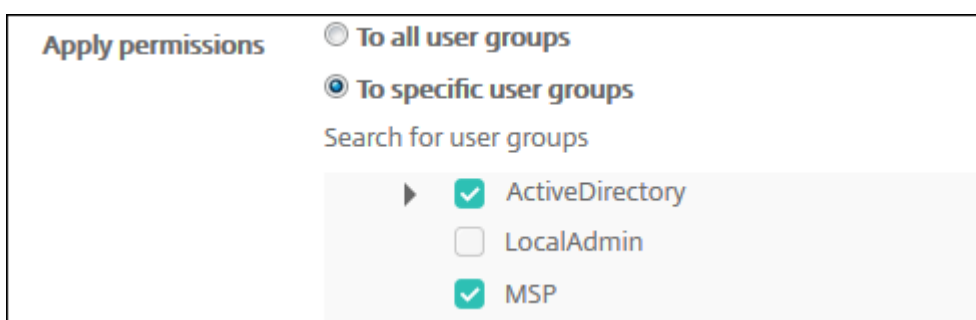 Apply permissions
To all user groups
To specific user groups
Search for user groups
ActiveDirectory
LocalAdmin
MSP